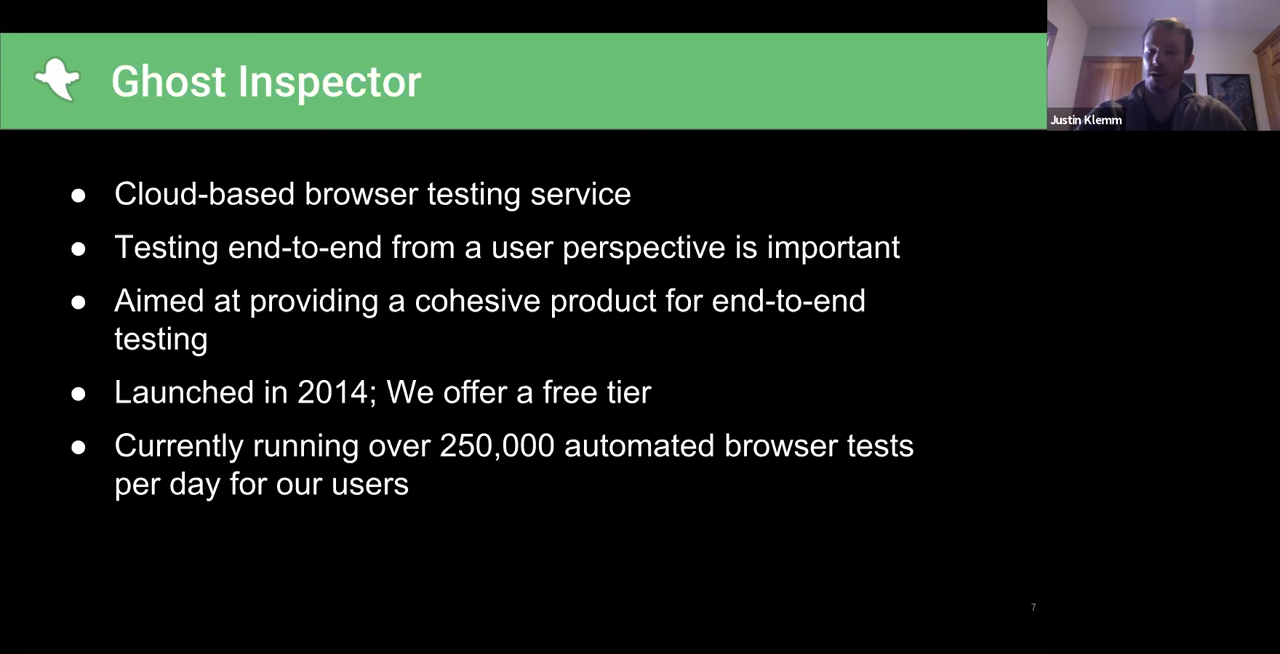 Ghost Inspector
Justin Klemm
● Cloud-based browser testing service
● Testing end-to-end from a user perspective is important
● Aimed at providing a cohesive product for end-to-end
testing
● Launched in 2014; We offer a free tier
● Currently running over 250,000 automated browser tests
per day for our users
7